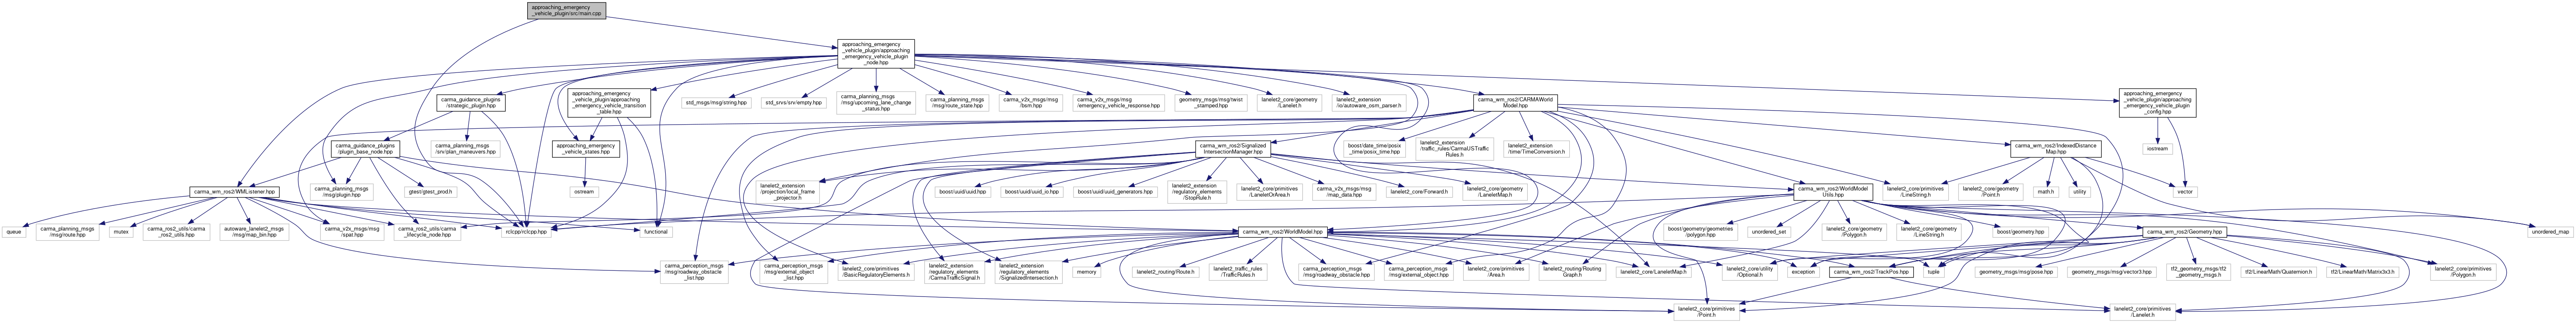 approaching_emergency
_vehicle_plugin/src/main.cpp
approaching_emergency
_vehicle_plugin/approaching
_emergency_vehicle_plugin
_node.hpp
carma_guidance_plugins
/strategic_plugin.hpp
approaching_emergency
_vehicle_plugin/approaching
_emergency_vehicle_transition
_table.hpp
std_msgs/msg/string.hpp
std_srvs/srv/empty.hpp
carma_planning_msgs
/msg/upcoming_lane_change
_status.hpp
carma_planning_msgs
/msg/route_state.hpp
carma_v2x_msgs/msg
/bsm.hpp
carma_v2x_msgs/msg
/emergency_vehicle_response.hpp
geometry_msgs/msg/twist
_stamped.hpp
lanelet2_core/geometry
/Lanelet.h
lanelet2_extension
/io/autoware_osm_parser.h
carma_wm_ros2/CARMAWorld
Model.hpp
approaching_emergency
_vehicle_plugin/approaching
_emergency_vehicle_plugin
_config.hpp
carma_guidance_plugins
/plugin_base_node.hpp
carma_planning_msgs
/srv/plan_maneuvers.hpp
approaching_emergency
_vehicle_states.hpp
carma_wm_ros2/Signalized
IntersectionManager.hpp
boost/date_time/posix
_time/posix_time.hpp
lanelet2_extension
/traffic_rules/CarmaUSTraffic
Rules.h
lanelet2_extension
/time/TimeConversion.h
carma_wm_ros2/IndexedDistance
Map.hpp
iostream
carma_wm_ros2/WMListener.hpp
carma_planning_msgs
/msg/plugin.hpp
gtest/gtest_prod.h
ostream
lanelet2_extension
/projection/local_frame
_projector.h
boost/uuid/uuid.hpp
boost/uuid/uuid_io.hpp
boost/uuid/uuid_generators.hpp
lanelet2_extension
/regulatory_elements
/StopRule.h
lanelet2_core/primitives
/LaneletOrArea.h
carma_v2x_msgs/msg
/map_data.hpp
lanelet2_core/Forward.h
lanelet2_core/geometry
/LaneletMap.h
carma_wm_ros2/WorldModel
Utils.hpp
lanelet2_core/primitives
/LineString.h
lanelet2_core/geometry
/Point.h
math.h
utility
vector
queue
carma_planning_msgs
/msg/route.hpp
mutex
carma_ros2_utils/carma
_ros2_utils.hpp
autoware_lanelet2_msgs
/msg/map_bin.hpp
carma_v2x_msgs/msg
/spat.hpp
carma_ros2_utils/carma
_lifecycle_node.hpp
rclcpp/rclcpp.hpp
functional
carma_wm_ros2/WorldModel.hpp
boost/geometry/geometries
/polygon.hpp
unordered_set
lanelet2_core/geometry
/Polygon.h
lanelet2_core/geometry
/LineString.h
boost/geometry.hpp
carma_wm_ros2/Geometry.hpp
unordered_map
carma_perception_msgs
/msg/roadway_obstacle
_list.hpp
carma_perception_msgs
/msg/external_object
_list.hpp
lanelet2_core/primitives
/BasicRegulatoryElements.h
lanelet2_extension
/regulatory_elements
/CarmaTrafficSignal.h
lanelet2_extension
/regulatory_elements
/SignalizedIntersection.h
memory
lanelet2_routing/Route.h
lanelet2_traffic_rules
/TrafficRules.h
carma_perception_msgs
/msg/roadway_obstacle.hpp
carma_perception_msgs
/msg/external_object.hpp
lanelet2_core/primitives
/Area.h
lanelet2_routing/Routing
Graph.h
lanelet2_core/LaneletMap.h
lanelet2_core/utility
/Optional.h
exception
carma_wm_ros2/TrackPos.hpp
tuple
geometry_msgs/msg/pose.hpp
geometry_msgs/msg/vector3.hpp
tf2_geometry_msgs/tf2
_geometry_msgs.h
tf2/LinearMath/Quaternion.h
tf2/LinearMath/Matrix3x3.h
lanelet2_core/primitives
/Polygon.h
lanelet2_core/primitives
/Point.h
lanelet2_core/primitives
/Lanelet.h